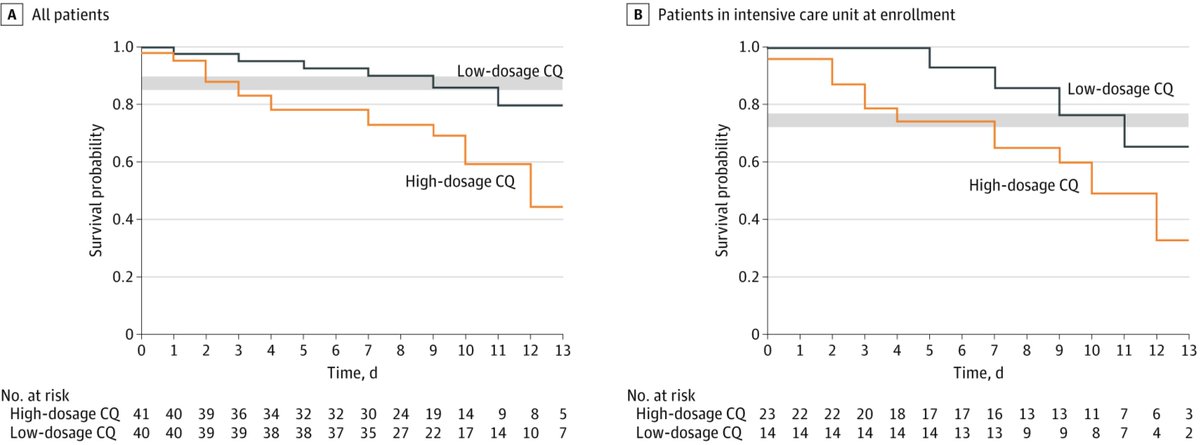 A All patients
Survival probability
1.0
0.8
0.6
0.4
0.2
0
Low-dosage CQ
High-dosage CQ
0 1 2 3 4 5 6 7 8 9 10 11 12 13
Time, d
No. at risk
High-dosage CQ 41 40 39 36 34 32 32 30 24 19 14 9 8 5
Low-dosage CQ 40 40 39 39 38 38 37 35 27 22 14 14 10 7
B Patients in intensive care unit at enrollment
Survival probability
1.0
0.8
0.6
0.4
0.2
0
Low-dosage CQ
High-dosage CQ
0 1 2 3 4 5 6 7 8 9 10 11 12 13
Time, d
No. at risk
High-dosage CQ 23 22 22 20 18 17 17 16 13 13 11 7 6 3
Low-dosage CQ 14 14 14 14 14 14 13 13 9 9 8 7 4 2